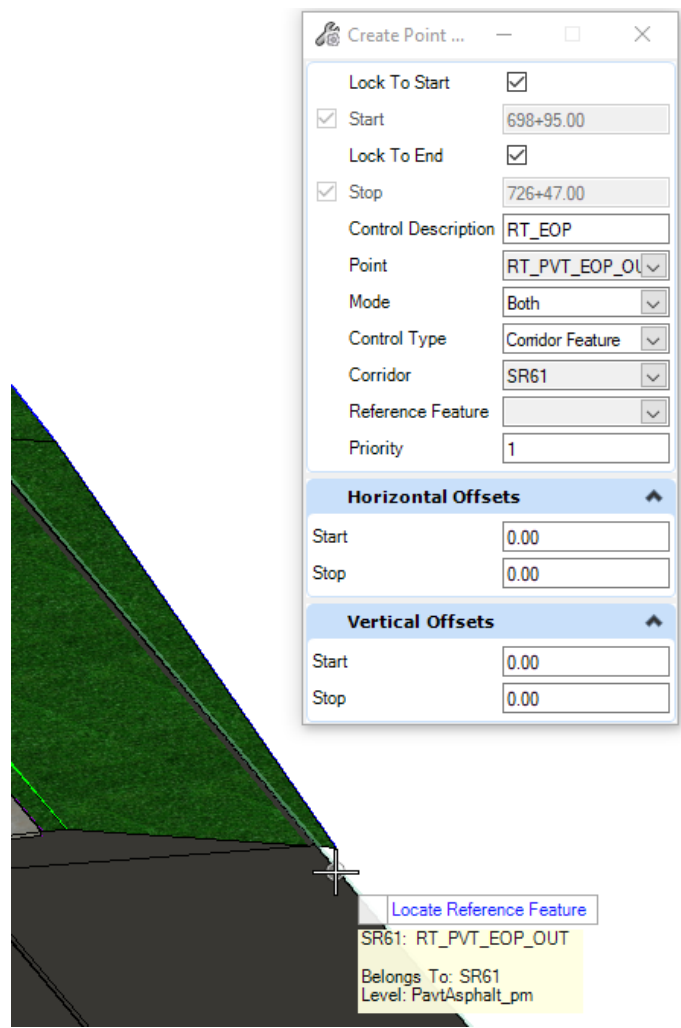 Create Point ...
Lock To Start
Start 698+95.00
Lock To End
Stop 726+47.00
Control Description RT_EOP
Point RT_PVT_EOP_OU
Mode Both
Control Type Corridor Feature
Corridor SR61
Reference Feature
Priority 1
Horizontal Offsets
Start 0.00
Stop 0.00
Vertical Offsets
Start 0.00
Stop 0.00
Locate Reference Feature
SR61: RT_PVT_EOP_OUT
Belongs To: SR61
Level: PavtAsphalt_pm